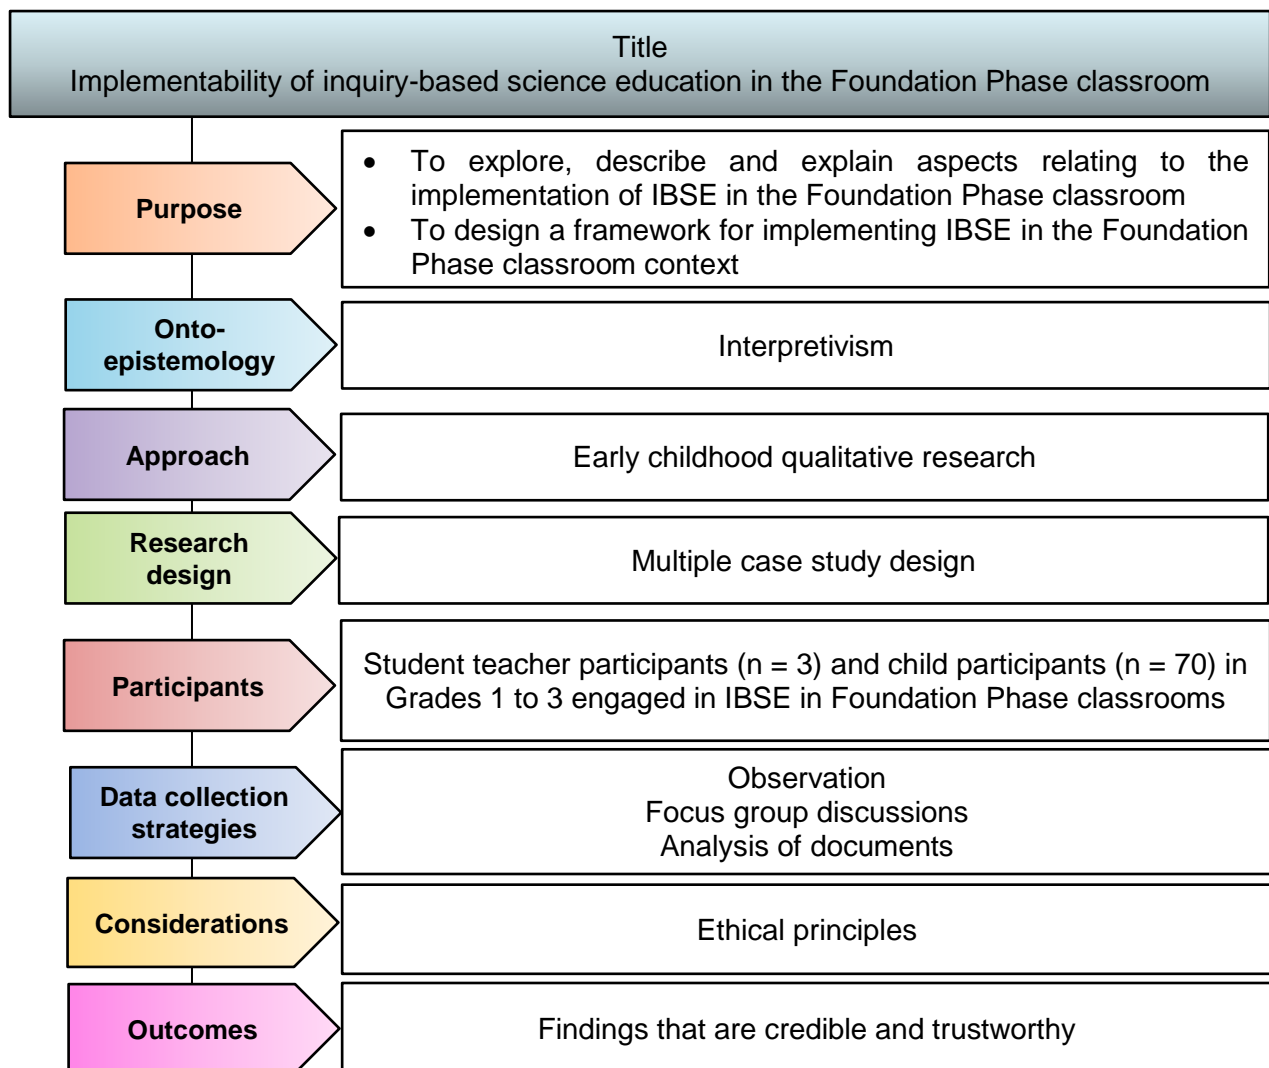 Title
Implementability of inquiry-based science education in the Foundation Phase classroom
Purpose
• To explore, describe and explain aspects relating to the
implementation of IBSE in the Foundation Phase classroom
• To design a framework for implementing IBSE in the Foundation
Phase classroom context
Onto-
epistemology
Interpretivism
Approach
Early childhood qualitative research
Research
design
Multiple case study design
Participants
Student teacher participants (n = 3) and child participants (n = 70) in
Grades 1 to 3 engaged in IBSE in Foundation Phase classrooms
Data collection
strategies
Observation
Focus group discussions
Analysis of documents
Considerations
Ethical principles
Outcomes
Findings that are credible and trustworthy